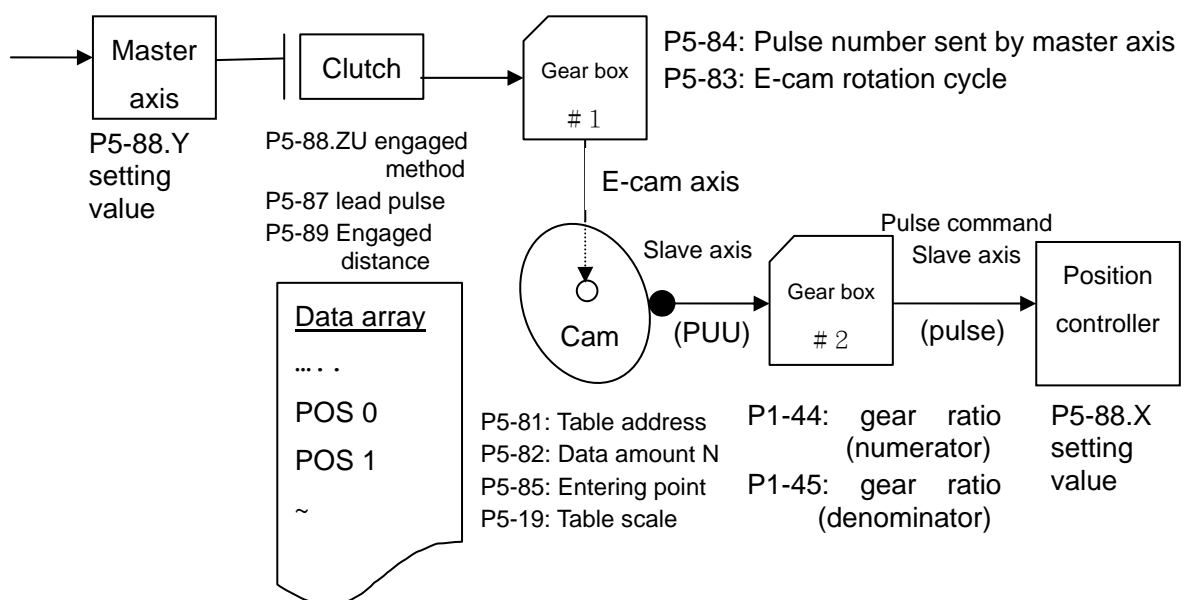 Master
axis
P5-88.Y
setting
value
Clutch
P5-88.ZU engaged
method
P5-87 lead pulse
P5-89 Engaged
distance
Gear box
#1
P5-84: Pulse number sent by master axis
P5-83: E-cam rotation cycle
E-cam axis
Cam
Slave axis
(PUU)
Gear box
#2
Pulse command
Slave axis
(pulse)
Position
controller
Data array
…. .
POS 0
POS 1
~
P5-81: Table address
P5-82: Data amount N
P5-85: Entering point
P5-19: Table scale
P1-44: gear ratio
(numerator)
P1-45: gear ratio
(denominator)
P5-88.X
setting
value